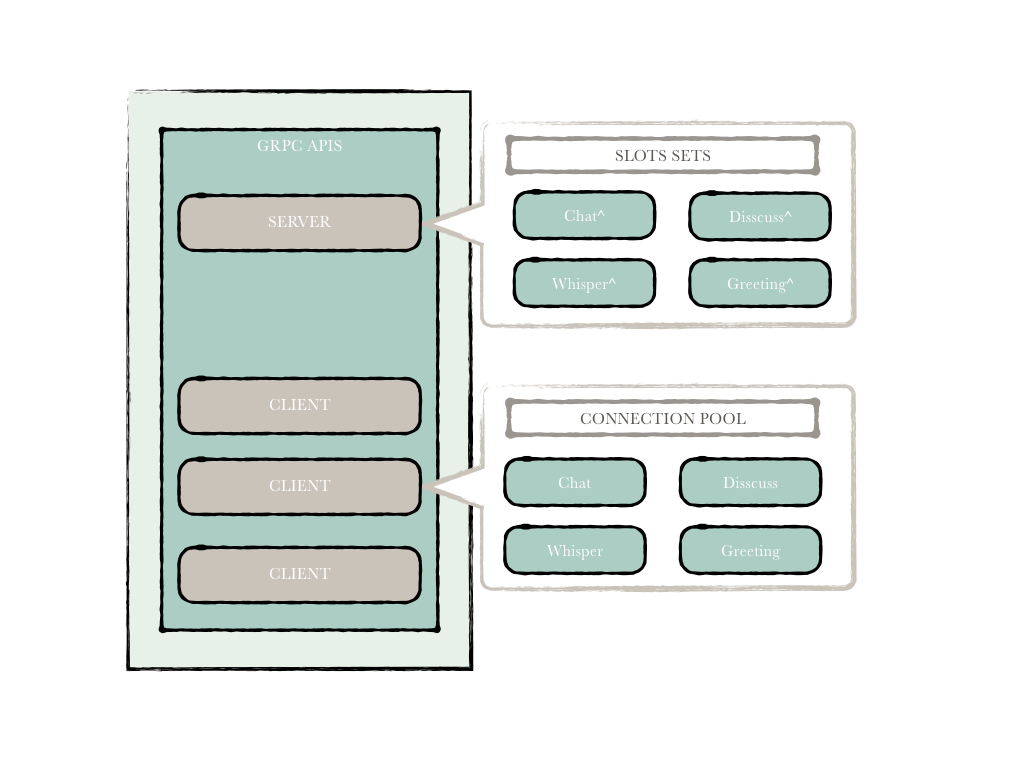 GRPC APIS
SERVER
CLIENT
CLIENT
CLIENT
SLOTS SETS
Chat^
Disscuss^
Whisper^
Greeting^
CONNECTION POOL
Chat
Disscuss
Whisper
Greeting